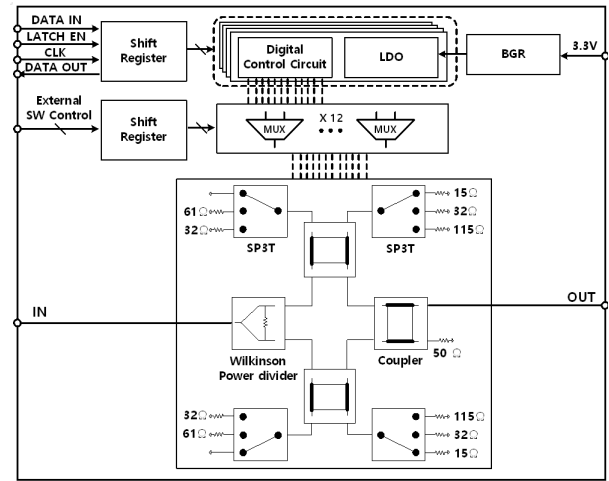 DATA IN
LATCH EN
CLK
DATA OUT
Shift
Register
Digital
Control Circuit
LDO
BGR
3.3V
External
SW Control
Shift
Register
MUX
X 12
MUX
61Ω
32Ω
SP3T
15Ω
32Ω
115Ω
SP3T
IN
OUT
Wilkinson
Power divider
Coupler
50 Ω
32Ω
61Ω
115Ω
32Ω
15Ω